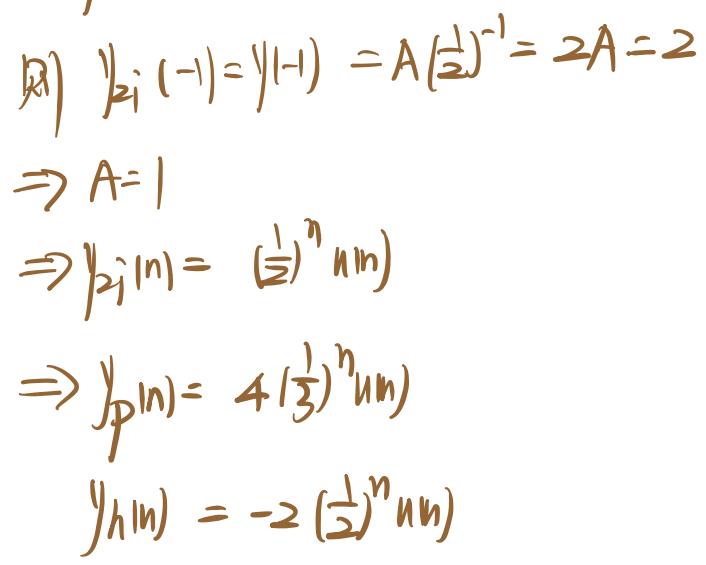 则 y_zi(-1) = y(-1) = A(1/2)^-1 = 2A = 2
⇒ A = 1
⇒ y_zi(n) = (1/2)^n u(n)
⇒ y_p(n) = 4(1/3)^n u(n)
y_h(n) = -2(1/2)^n u(n)